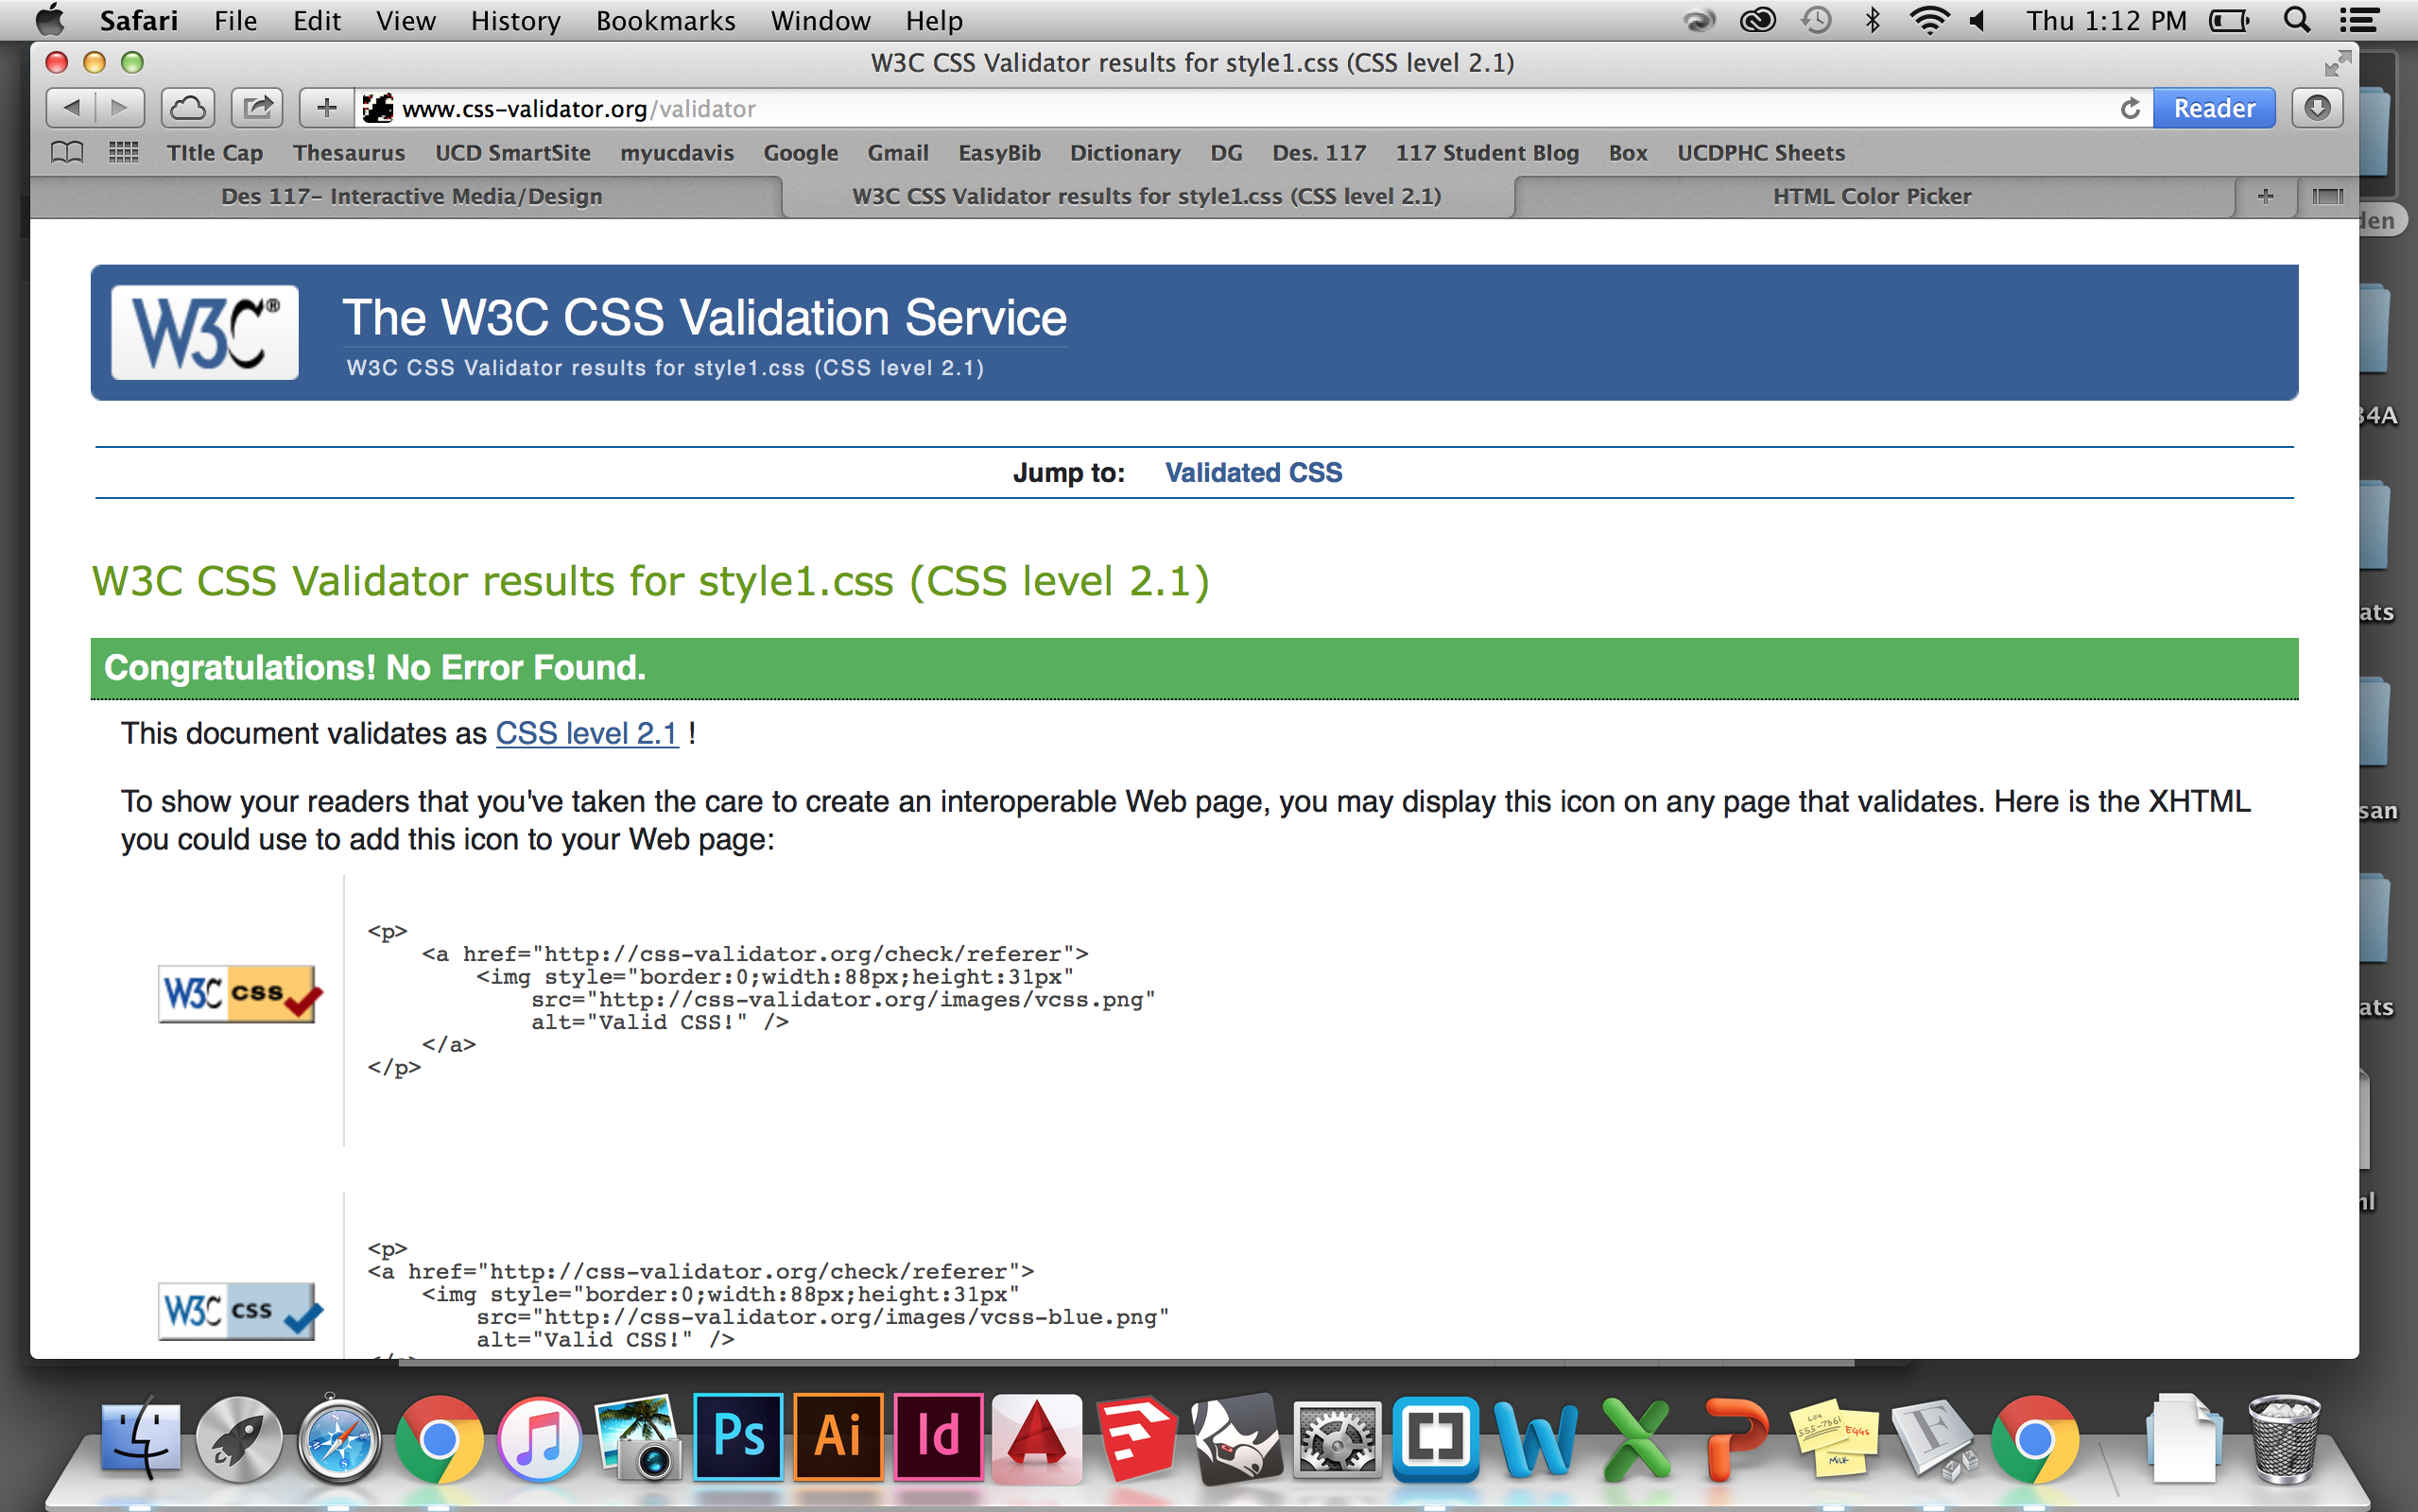 Safari File Edit View History Bookmarks Window Help Thu 1:12 PM
W3C CSS Validator results for style1.css (CSS level 2.1)
www.css-validator.org/validator Reader
TItle Cap Thesaurus UCD SmartSite myucdavis Google Gmail EasyBib Dictionary DG Des. 117 117 Student Blog Box UCDPHC Sheets
Des 117- Interactive Media/Design W3C CSS Validator results for style1.css (CSS level 2.1) HTML Color Picker
W3C® The W3C CSS Validation Service
W3C CSS Validator results for style1.css (CSS level 2.1)
Jump to: Validated CSS
W3C CSS Validator results for style1.css (CSS level 2.1)
Congratulations! No Error Found.
This document validates as CSS level 2.1 !
To show your readers that you've taken the care to create an interoperable Web page, you may display this icon on any page that validates. Here is the XHTML
you could use to add this icon to your Web page:
<p>
<a href="http://css-validator.org/check/referer">
<img style="border:0;width:88px;height:31px"
W3C css
src="http://css-validator.org/images/vcss.png"
alt="Valid CSS!" />
</a>
</p>
<p>
<a href="http://css-validator.org/check/referer">
<img style="border:0;width:88px;height:31px"
W3C css
src="http://css-validator.org/images/vcss-blue.png"
alt="Valid CSS!" />
Ps Ai Id